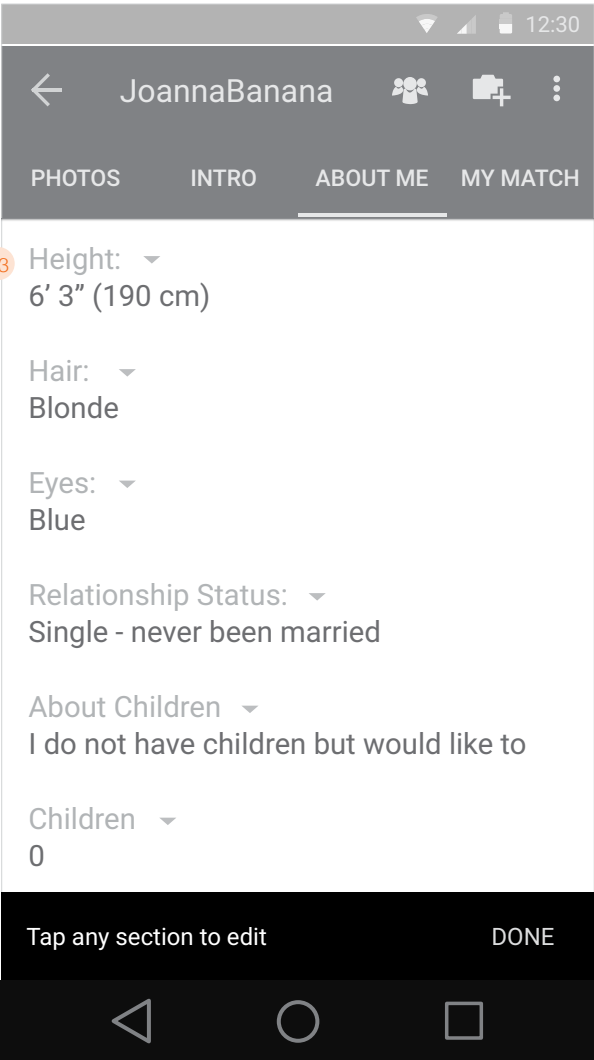 12:30
JoannaBanana
PHOTOS INTRO ABOUT ME MY MATCH
3
Height:
6’ 3” (190 cm)
Hair:
Blonde
Eyes:
Blue
Relationship Status:
Single - never been married
About Children
I do not have children but would like to
Children
0
Tap any section to edit DONE